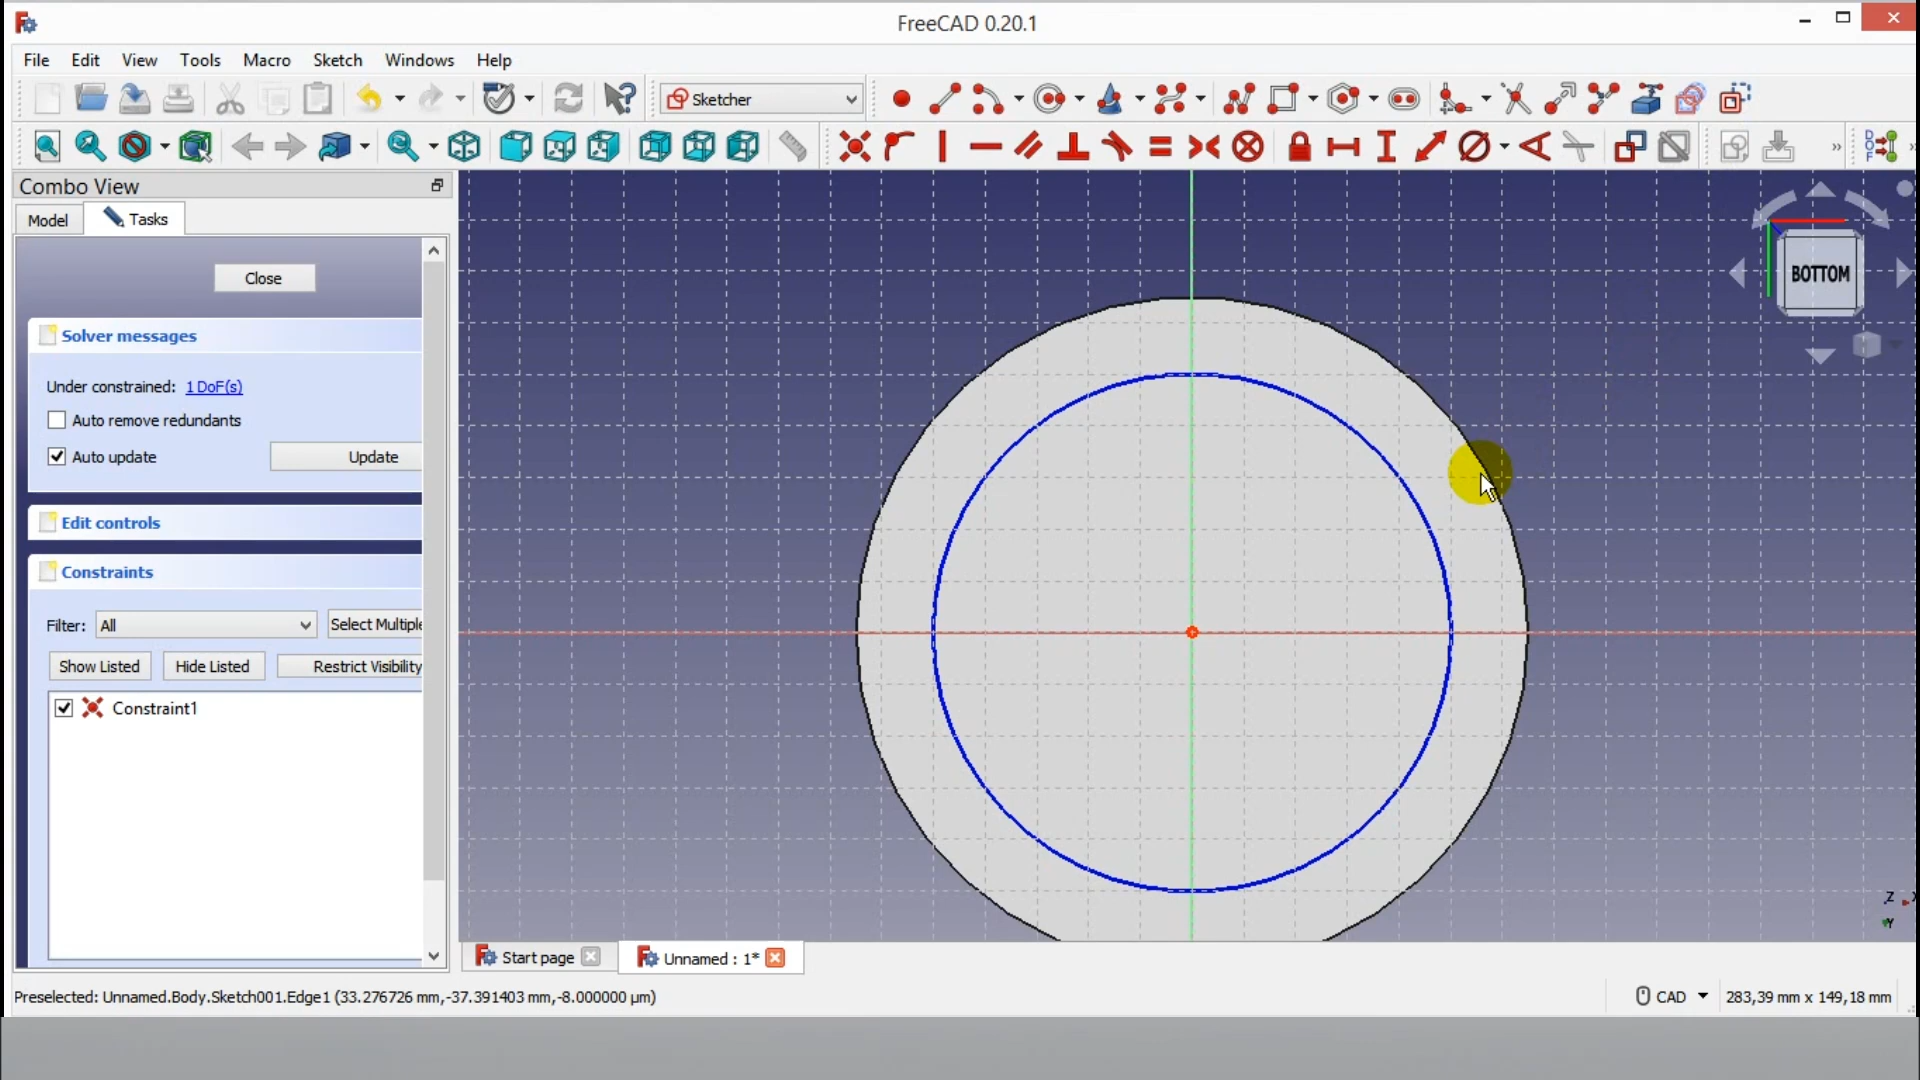 FreeCAD 0.20.1
File Edit View Tools Macro Sketch Windows Help
Sketcher
Combo View
Model Tasks
BOTTOM
Close
Solver messages
Under constrained: 1 DoF(s)
Auto remove redundants
Auto update Update
Edit controls
Constraints
Filter: All Select Multiple
Show Listed Hide Listed Restrict Visibility
Constraint1
Z X
Y
Start page Unnamed : 1*
Preselected: Unnamed.Body.Sketch001.Edge1 (33.276726 mm,-37.391403 mm,-8.000000 µm) CAD 283,39 mm x 149,18 mm